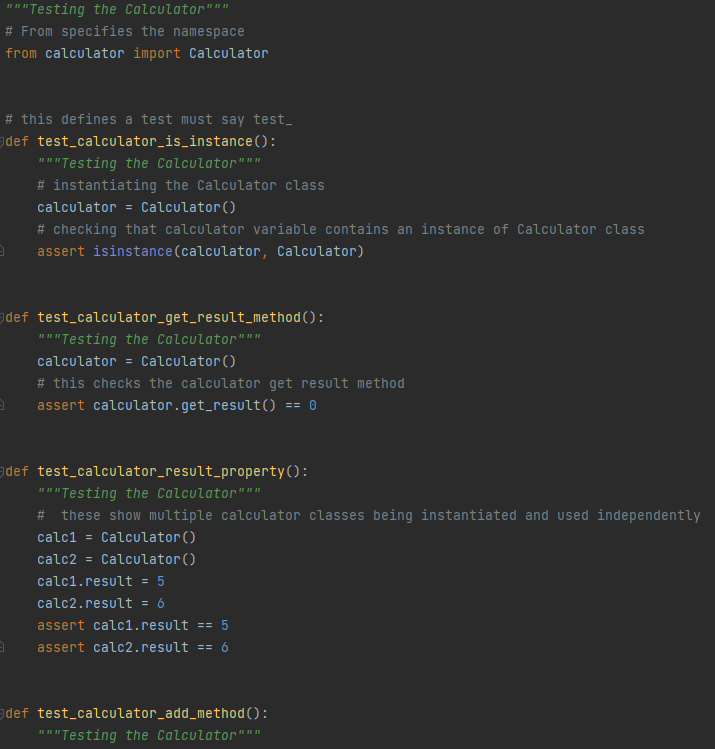 """Testing the Calculator"""
# From specifies the namespace
from calculator import Calculator
# this defines a test must say test_
def test_calculator_is_instance():
    """Testing the Calculator"""
    # instantiating the Calculator class
    calculator = Calculator()
    # checking that calculator variable contains an instance of Calculator class
    assert isinstance(calculator, Calculator)
def test_calculator_get_result_method():
    """Testing the Calculator"""
    calculator = Calculator()
    # this checks the calculator get result method
    assert calculator.get_result() == 0
def test_calculator_result_property():
    """Testing the Calculator"""
    #  these show multiple calculator classes being instantiated and used independently
    calc1 = Calculator()
    calc2 = Calculator()
    calc1.result = 5
    calc2.result = 6
    assert calc1.result == 5
    assert calc2.result == 6
def test_calculator_add_method():
    """Testing the Calculator"""